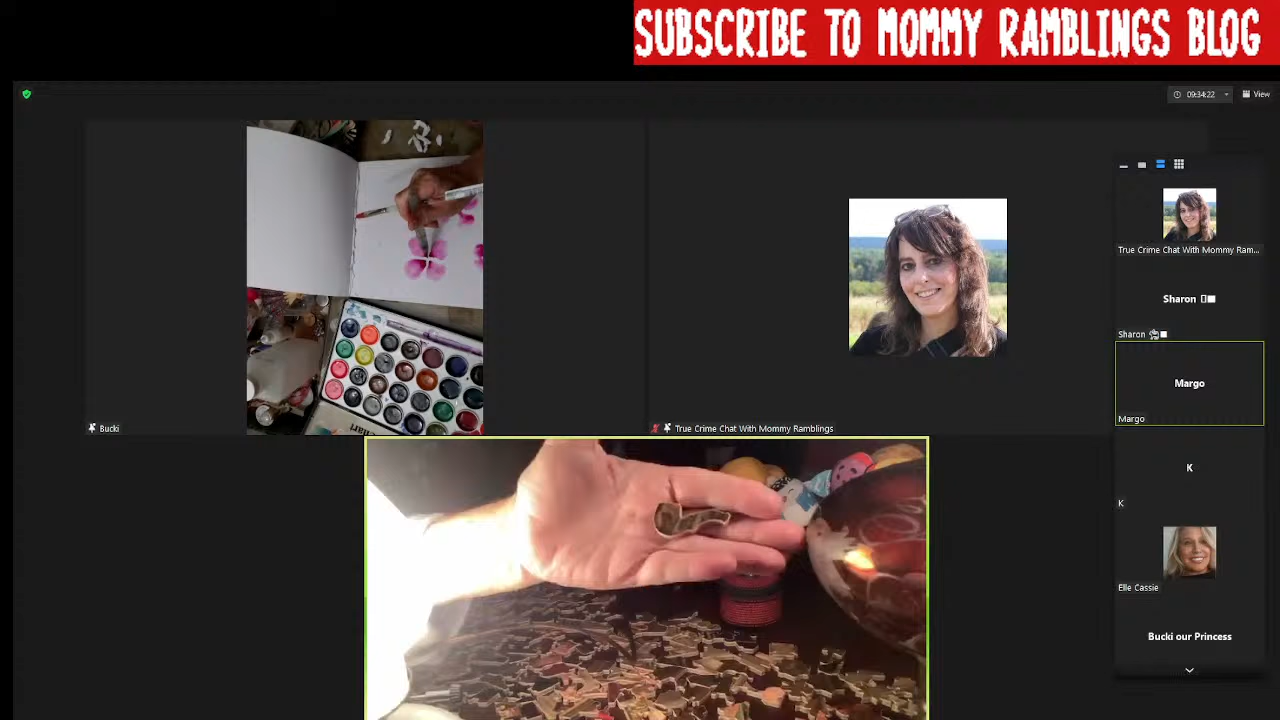 SUBSCRIBE TO MOMMY RAMBLINGS BLOG
09:34:22
View
True Crime Chat With Mommy Ram...
Sharon
Sharon
Margo
Margo
Bucki
True Crime Chat With Mommy Ramblings
K
K
Elle Cassie
Bucki our Princess